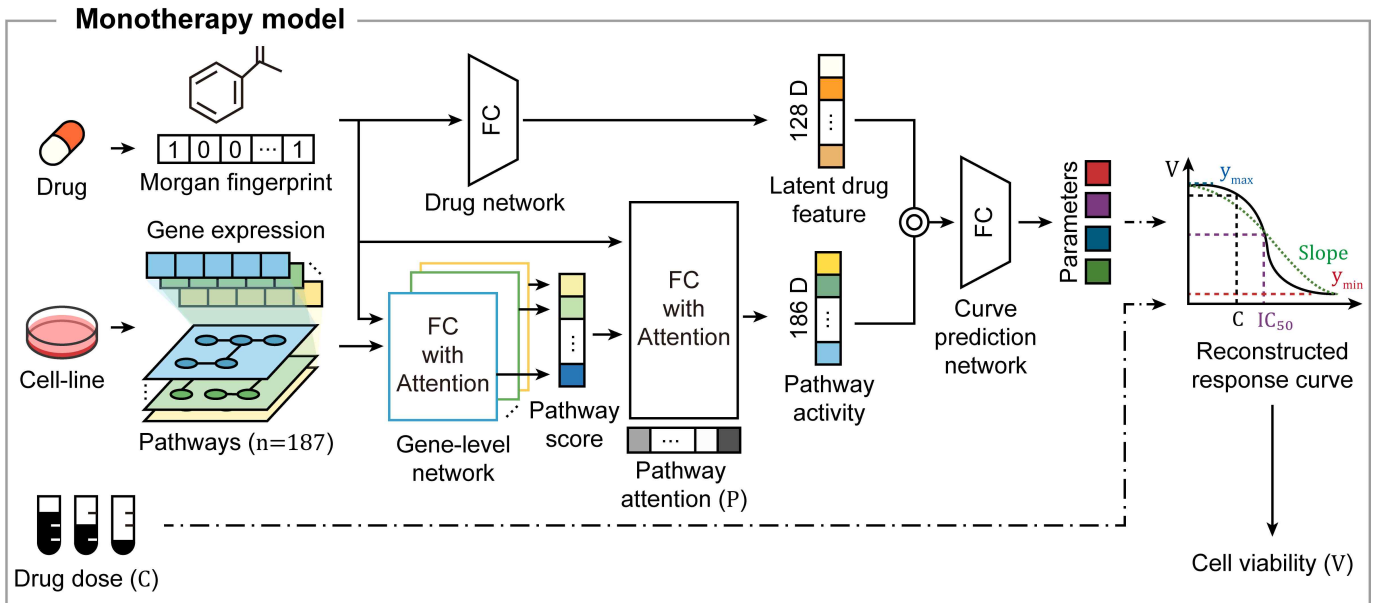 Monotherapy model
Drug
1 0 0 ... 1
Morgan fingerprint
FC
Drug network
128 D
...
Latent drug
feature
Gene expression
Cell-line
Pathways (n=187)
FC
with
Attention
Gene-level
network
...
Pathway
score
FC
with
Attention
...
Pathway
attention (P)
186 D
...
Pathway
activity
FC
Curve
prediction
network
Parameters
V
y_max
Slope
y_min
C
IC_50
Reconstructed
response curve
Drug dose (C)
Cell viability (V)